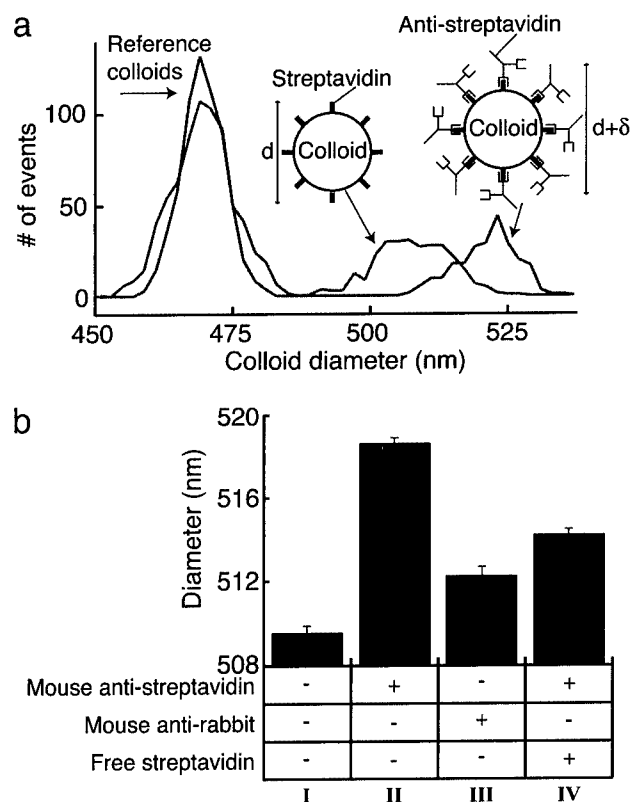 a
Reference
colloids
Streptavidin
Anti-streptavidin
d
Colloid
Colloid
d+δ
# of events
100
50
0
450
475
500
525
Colloid diameter (nm)
b
Diameter (nm)
520
516
512
508
Mouse anti-streptavidin - + - +
Mouse anti-rabbit - - + -
Free streptavidin - - - +
I II III IV